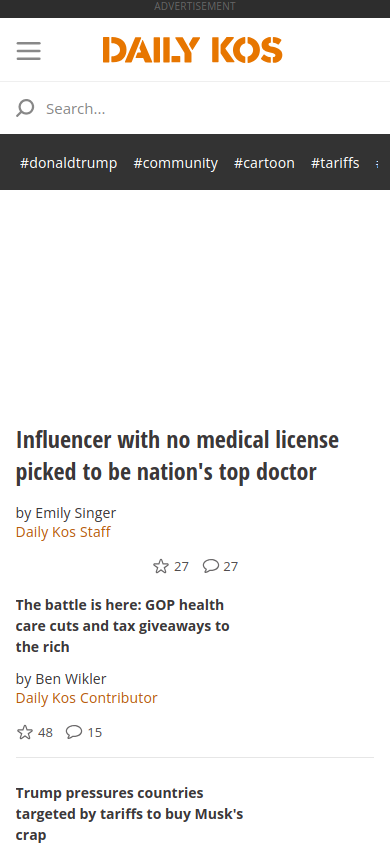 ADVERTISEMENT
DAILY KOS
Search...
#donaldtrump #community #cartoon #tariffs
Influencer with no medical license
picked to be nation's top doctor
by Emily Singer
Daily Kos Staff
27 27
The battle is here: GOP health
care cuts and tax giveaways to
the rich
by Ben Wikler
Daily Kos Contributor
48 15
Trump pressures countries
targeted by tariffs to buy Musk's
crap